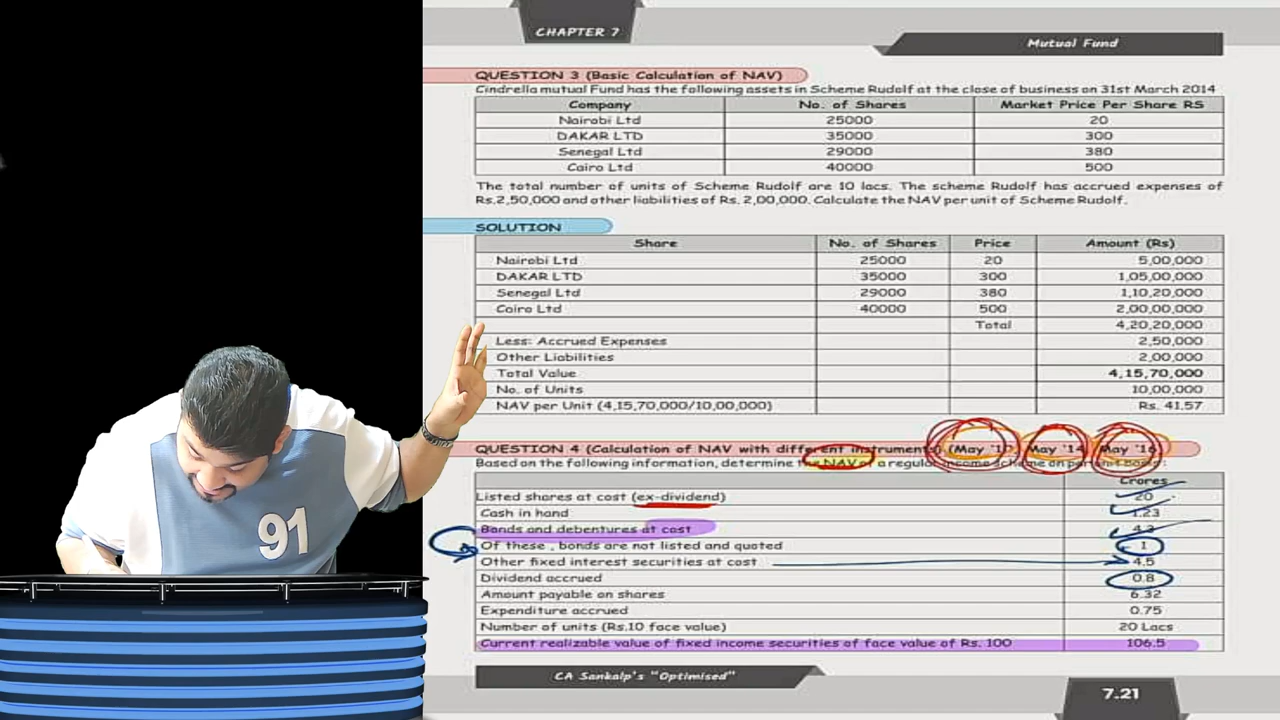 CHAPTER 7
Mutual Fund
QUESTION 3 (Basic Calculation of NAV)
Cindrella mutual Fund has the following assets in Scheme Rudolf at the close of business on 31st March 2014
Company No. of Shares Market Price Per Share RS
Nairobi Ltd 25000 20
DAKAR LTD 35000 300
Senegal Ltd 29000 380
Cairo Ltd 40000 500
The total number of units of Scheme Rudolf are 10 lacs. The scheme Rudolf has accrued expenses of
Rs.2,50,000 and other liabilities of Rs. 2,00,000. Calculate the NAV per unit of Scheme Rudolf.
SOLUTION
Share No. of Shares Price Amount (Rs)
Nairobi Ltd 25000 20 5,00,000
DAKAR LTD 35000 300 1,05,00,000
Senegal Ltd 29000 380 1,10,20,000
Cairo Ltd 40000 500 2,00,00,000
Total 4,20,20,000
Less: Accrued Expenses 2,50,000
Other Liabilities 2,00,000
Total Value 4,15,70,000
No. of Units 10,00,000
NAV per Unit (4,15,70,000/10,00,000) Rs. 41.57
QUESTION 4 (Calculation of NAV with different instruments) (May '10, May '14, May '16)
Based on the following information, determine the NAV of a regular income scheme on per unit basis:
Crores
Listed shares at cost (ex-dividend) 20
Cash in hand 1.23
Bonds and debentures at cost 4.3
Of these , bonds are not listed and quoted 1
Other fixed interest securities at cost 4.5
Dividend accrued 0.8
Amount payable on shares 6.32
Expenditure accrued 0.75
Number of units (Rs.10 face value) 20 Lacs
Current realizable value of fixed income securities of face value of Rs. 100 106.5
CA Sankalp's "Optimised"
7.21
91